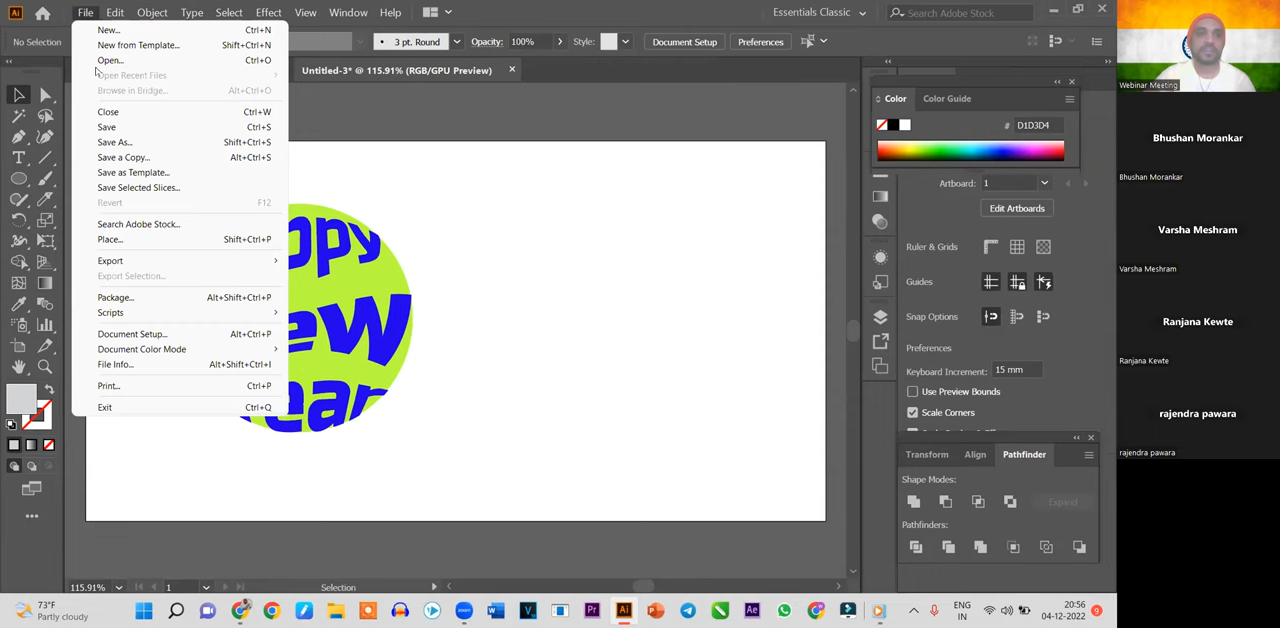 File Edit Object Type Select Effect View Window Help
Essentials Classic
Search Adobe Stock
No Selection
3 pt. Round
Opacity: 100%
Style:
Document Setup
Preferences
New... Ctrl+N
New from Template... Shift+Ctrl+N
Open... Ctrl+O
Open Recent Files
Browse in Bridge... Alt+Ctrl+O
Close Ctrl+W
Save Ctrl+S
Save As... Shift+Ctrl+S
Save a Copy... Alt+Ctrl+S
Save as Template...
Save Selected Slices...
Revert F12
Search Adobe Stock...
Place... Shift+Ctrl+P
Export
Export Selection...
Package... Alt+Shift+Ctrl+P
Scripts
Document Setup... Alt+Ctrl+P
Document Color Mode
File Info... Alt+Shift+Ctrl+I
Print... Ctrl+P
Exit Ctrl+Q
Untitled-3* @ 115.91% (RGB/GPU Preview)
ppy
ew
ear
Color Color Guide
# D1D3D4
Artboard: 1
Edit Artboards
Ruler & Grids
Guides
Snap Options
Preferences
Keyboard Increment: 15 mm
Use Preview Bounds
Scale Corners
Transform Align Pathfinder
Shape Modes:
Expand
Pathfinders:
115.91% 1 Selection
73°F
Partly cloudy
ENG
IN
20:56
04-12-2022
9
Webinar Meeting
Bhushan Morankar
Bhushan Morankar
Varsha Meshram
Varsha Meshram
Ranjana Kewte
Ranjana Kewte
rajendra pawara
rajendra pawara